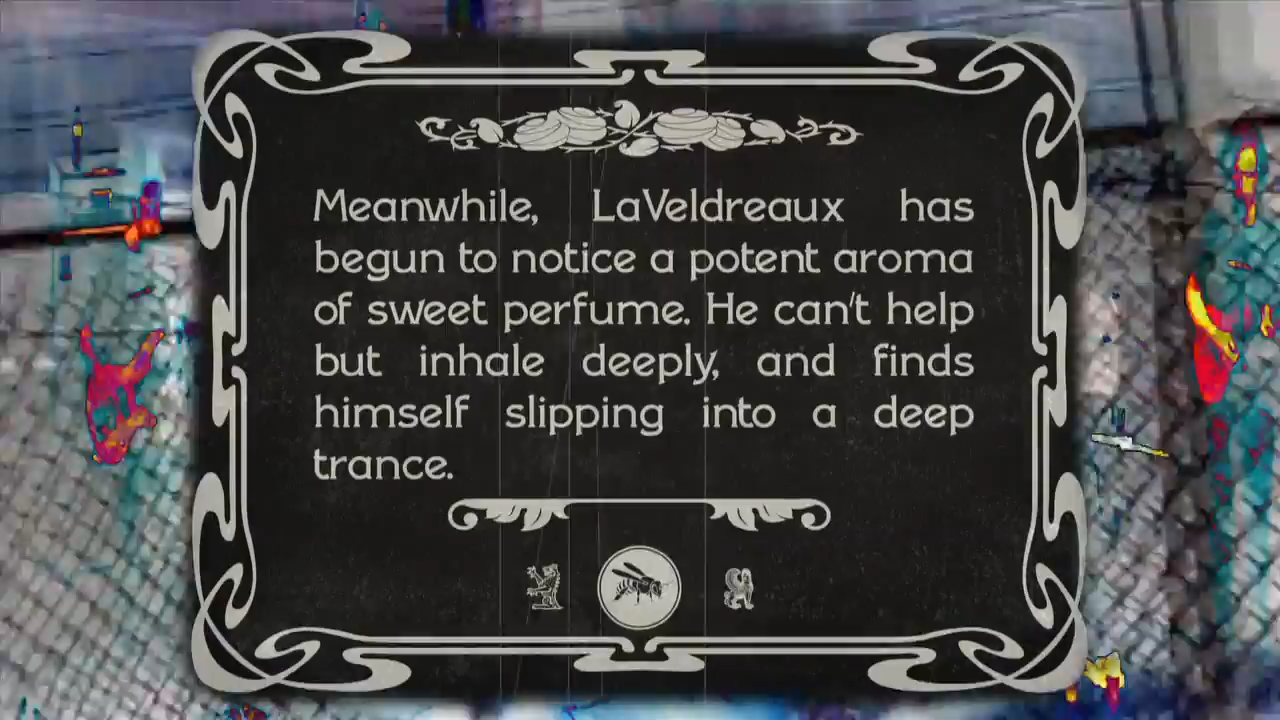 Meanwhile, LaVeldreaux has
begun to notice a potent aroma
of sweet perfume. He can't help
but inhale deeply, and finds
himself slipping into a deep
trance.